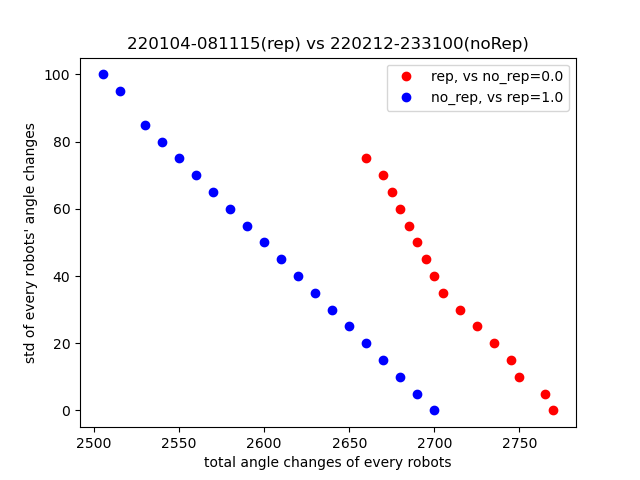 220104-081115(rep) vs 220212-233100(noRep)
rep, vs no_rep=0.0
no_rep, vs rep=1.0
100
80
60
40
20
0
std of every robots' angle changes
2500 2550 2600 2650 2700 2750
total angle changes of every robots